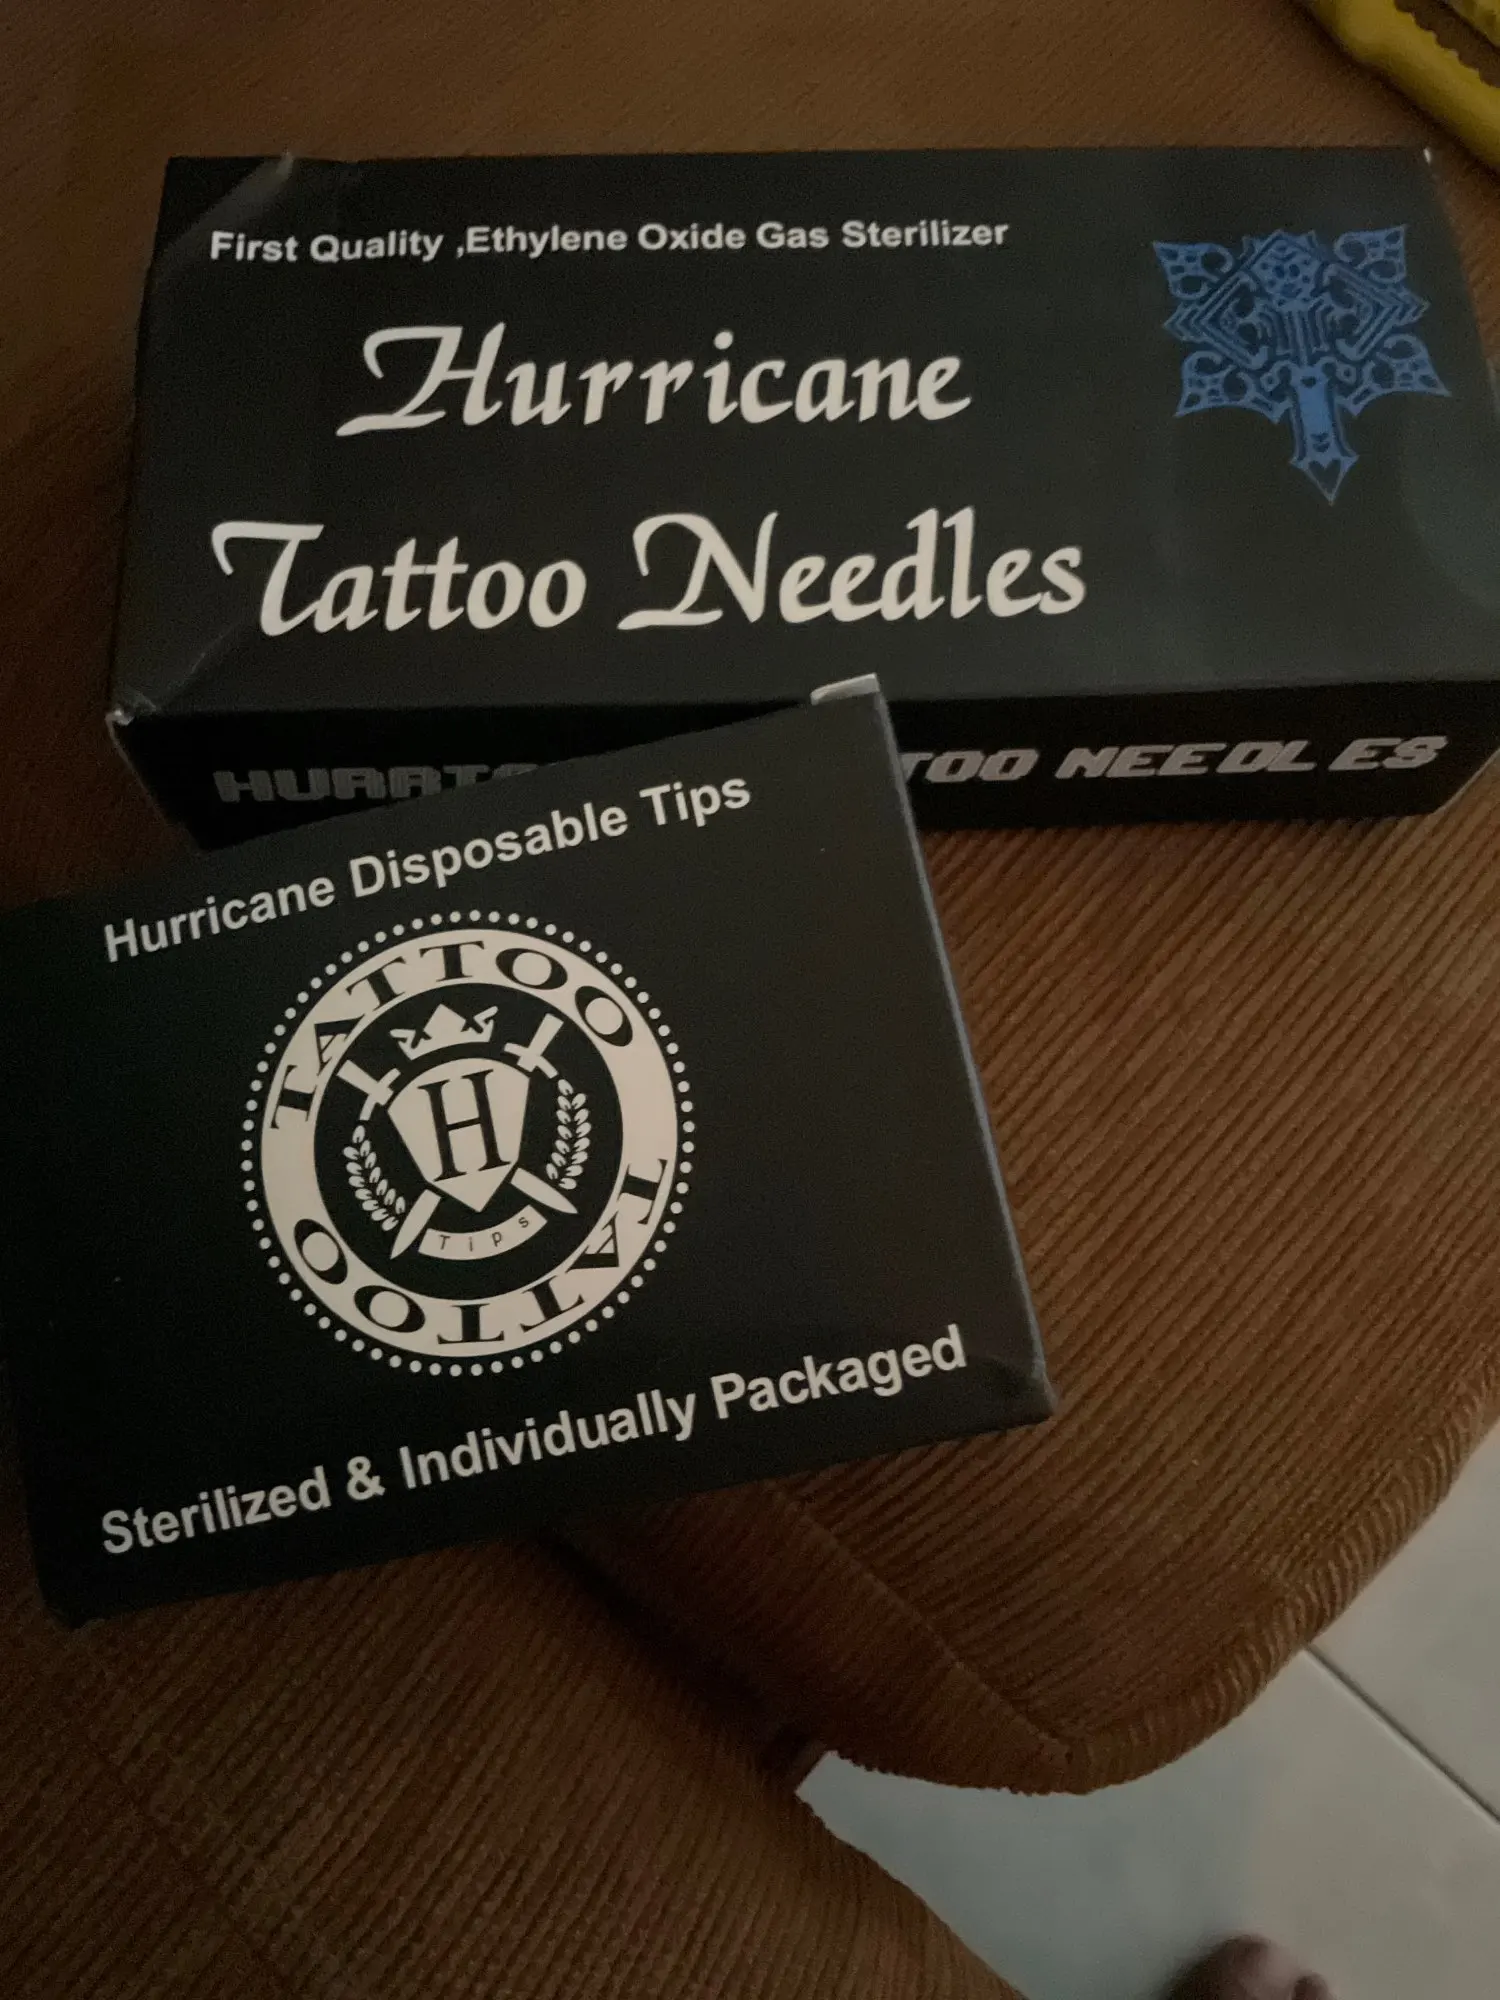 First Quality ,Ethylene Oxide Gas Sterilizer
Hurricane
Tattoo Needles
TOO NEEDLES
Hurricane Disposable Tips
TATTOO
H
Tips
TATTOO
Sterilized & Individually Packaged